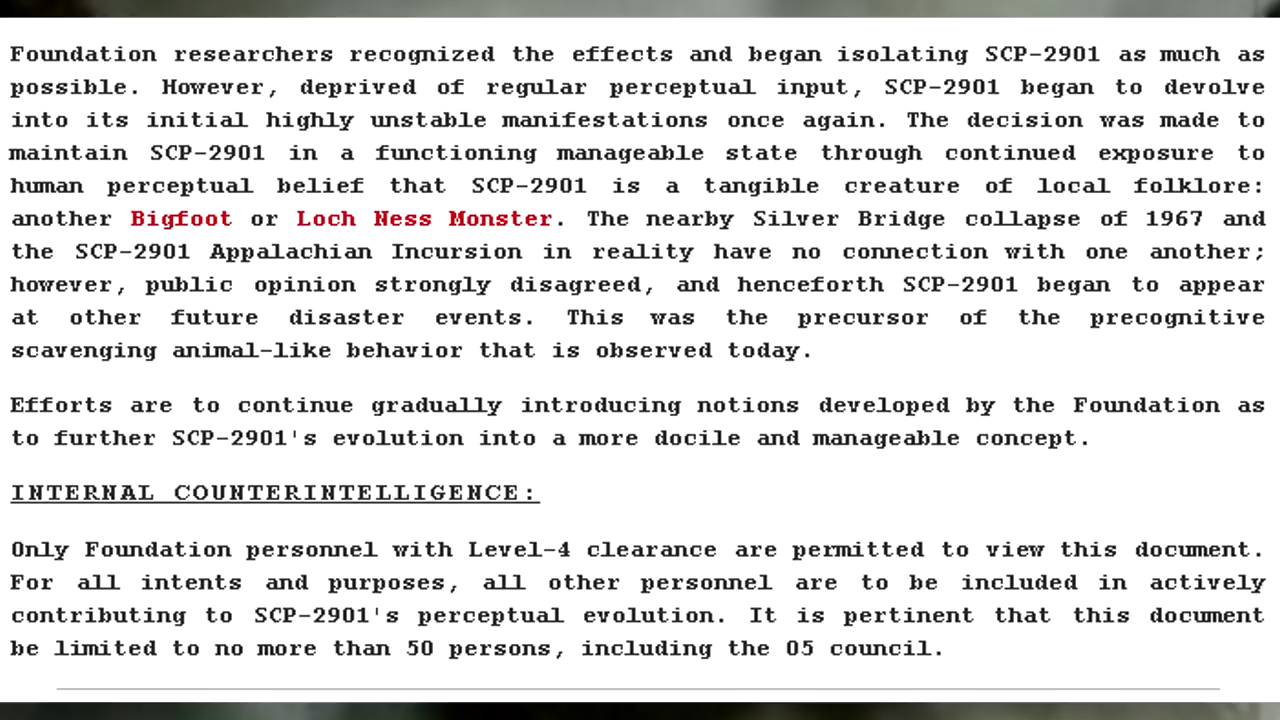 Foundation researchers recognized the effects and began isolating SCP-2901 as much as
possible. However, deprived of regular perceptual input, SCP-2901 began to devolve
into its initial highly unstable manifestations once again. The decision was made to
maintain SCP-2901 in a functioning manageable state through continued exposure to
human perceptual belief that SCP-2901 is a tangible creature of local folklore:
another Bigfoot or Loch Ness Monster. The nearby Silver Bridge collapse of 1967 and
the SCP-2901 Appalachian Incursion in reality have no connection with one another;
however, public opinion strongly disagreed, and henceforth SCP-2901 began to appear
at other future disaster events. This was the precursor of the precognitive
scavenging animal-like behavior that is observed today.
Efforts are to continue gradually introducing notions developed by the Foundation as
to further SCP-2901's evolution into a more docile and manageable concept.
INTERNAL COUNTERINTELLIGENCE:
Only Foundation personnel with Level-4 clearance are permitted to view this document.
For all intents and purposes, all other personnel are to be included in actively
contributing to SCP-2901's perceptual evolution. It is pertinent that this document
be limited to no more than 50 persons, including the O5 council.